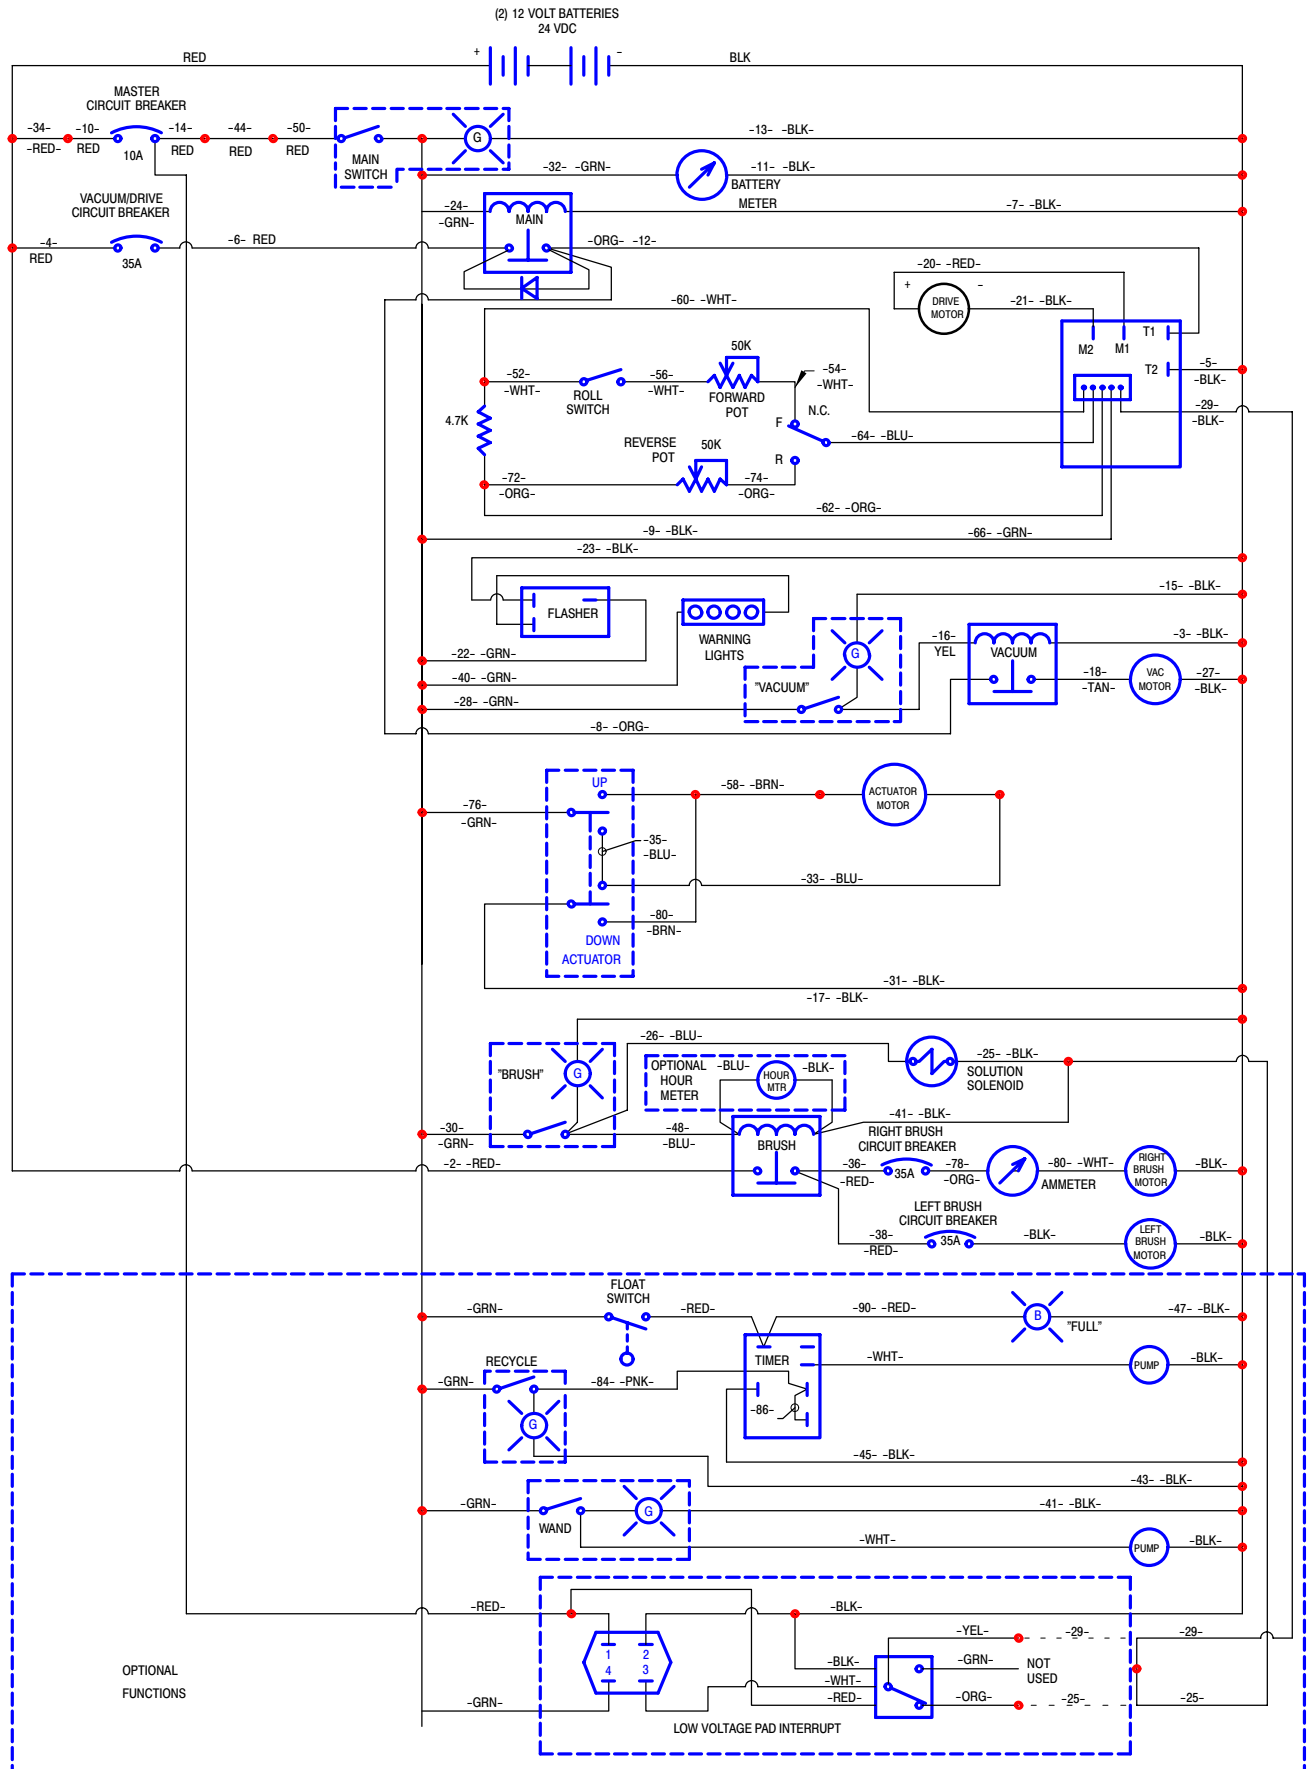 (2) 12 VOLT BATTERIES
24 VDC
+
–
RED
BLK
MASTER
CIRCUIT BREAKER
-34-
-RED-
-10-
RED
10A
-14-
RED
-44-
RED
-50-
RED
MAIN
SWITCH
G
-13- -BLK-
-32- -GRN-
-11- -BLK-
BATTERY
METER
VACUUM/DRIVE
CIRCUIT BREAKER
-24-
-GRN-
MAIN
-7- -BLK-
-4-
RED
35A
-6- RED
-ORG- -12-
-20- -RED-
+
–
DRIVE
MOTOR
-21- -BLK-
-60- -WHT-
M2
M1
T1
T2
-5-
-BLK-
-29-
-BLK-
-52-
-WHT-
ROLL
SWITCH
-56-
-WHT-
50K
FORWARD
POT
-54-
-WHT-
N.C.
F
R
-64- -BLU-
4.7K
REVERSE
POT
50K
-72-
-ORG-
-74-
-ORG-
-62- -ORG-
-9- -BLK-
-66- -GRN-
-23- -BLK-
-15- -BLK-
FLASHER
WARNING
LIGHTS
-22- -GRN-
-40- -GRN-
-28- -GRN-
"VACUUM"
G
-16-
YEL
VACUUM
-3- -BLK-
-18-
-TAN-
VAC
MOTOR
-27-
-BLK-
-8- -ORG-
UP
-58- -BRN-
ACTUATOR
MOTOR
-76-
-GRN-
-35-
-BLU-
-33- -BLU-
-80-
-BRN-
DOWN
ACTUATOR
-31- -BLK-
-17- -BLK-
-26- -BLU-
"BRUSH"
G
OPTIONAL
HOUR
METER
-BLU-
HOUR
MTR
-BLK-
-25- -BLK-
SOLUTION
SOLENOID
-41- -BLK-
-30-
-GRN-
-48-
-BLU-
BRUSH
RIGHT BRUSH
CIRCUIT BREAKER
-2- -RED-
-36-
-RED-
35A
-78-
-ORG-
AMMETER
-80- -WHT-
RIGHT
BRUSH
MOTOR
-BLK-
LEFT BRUSH
CIRCUIT BREAKER
-38-
-RED-
35A
-BLK-
LEFT
BRUSH
MOTOR
-BLK-
FLOAT
SWITCH
-GRN-
-RED-
-90- -RED-
B
"FULL"
-47- -BLK-
TIMER
-WHT-
PUMP
-BLK-
RECYCLE
-GRN-
-84- -PNK-
G
-86-
-45- -BLK-
-43- -BLK-
-GRN-
WAND
G
-41- -BLK-
-WHT-
PUMP
-BLK-
-RED-
-BLK-
1
2
4
3
-YEL-
-29-
-29-
-BLK-
-GRN-
NOT
USED
-WHT-
-RED-
-ORG-
-25-
-25-
-GRN-
LOW VOLTAGE PAD INTERRUPT
OPTIONAL
FUNCTIONS